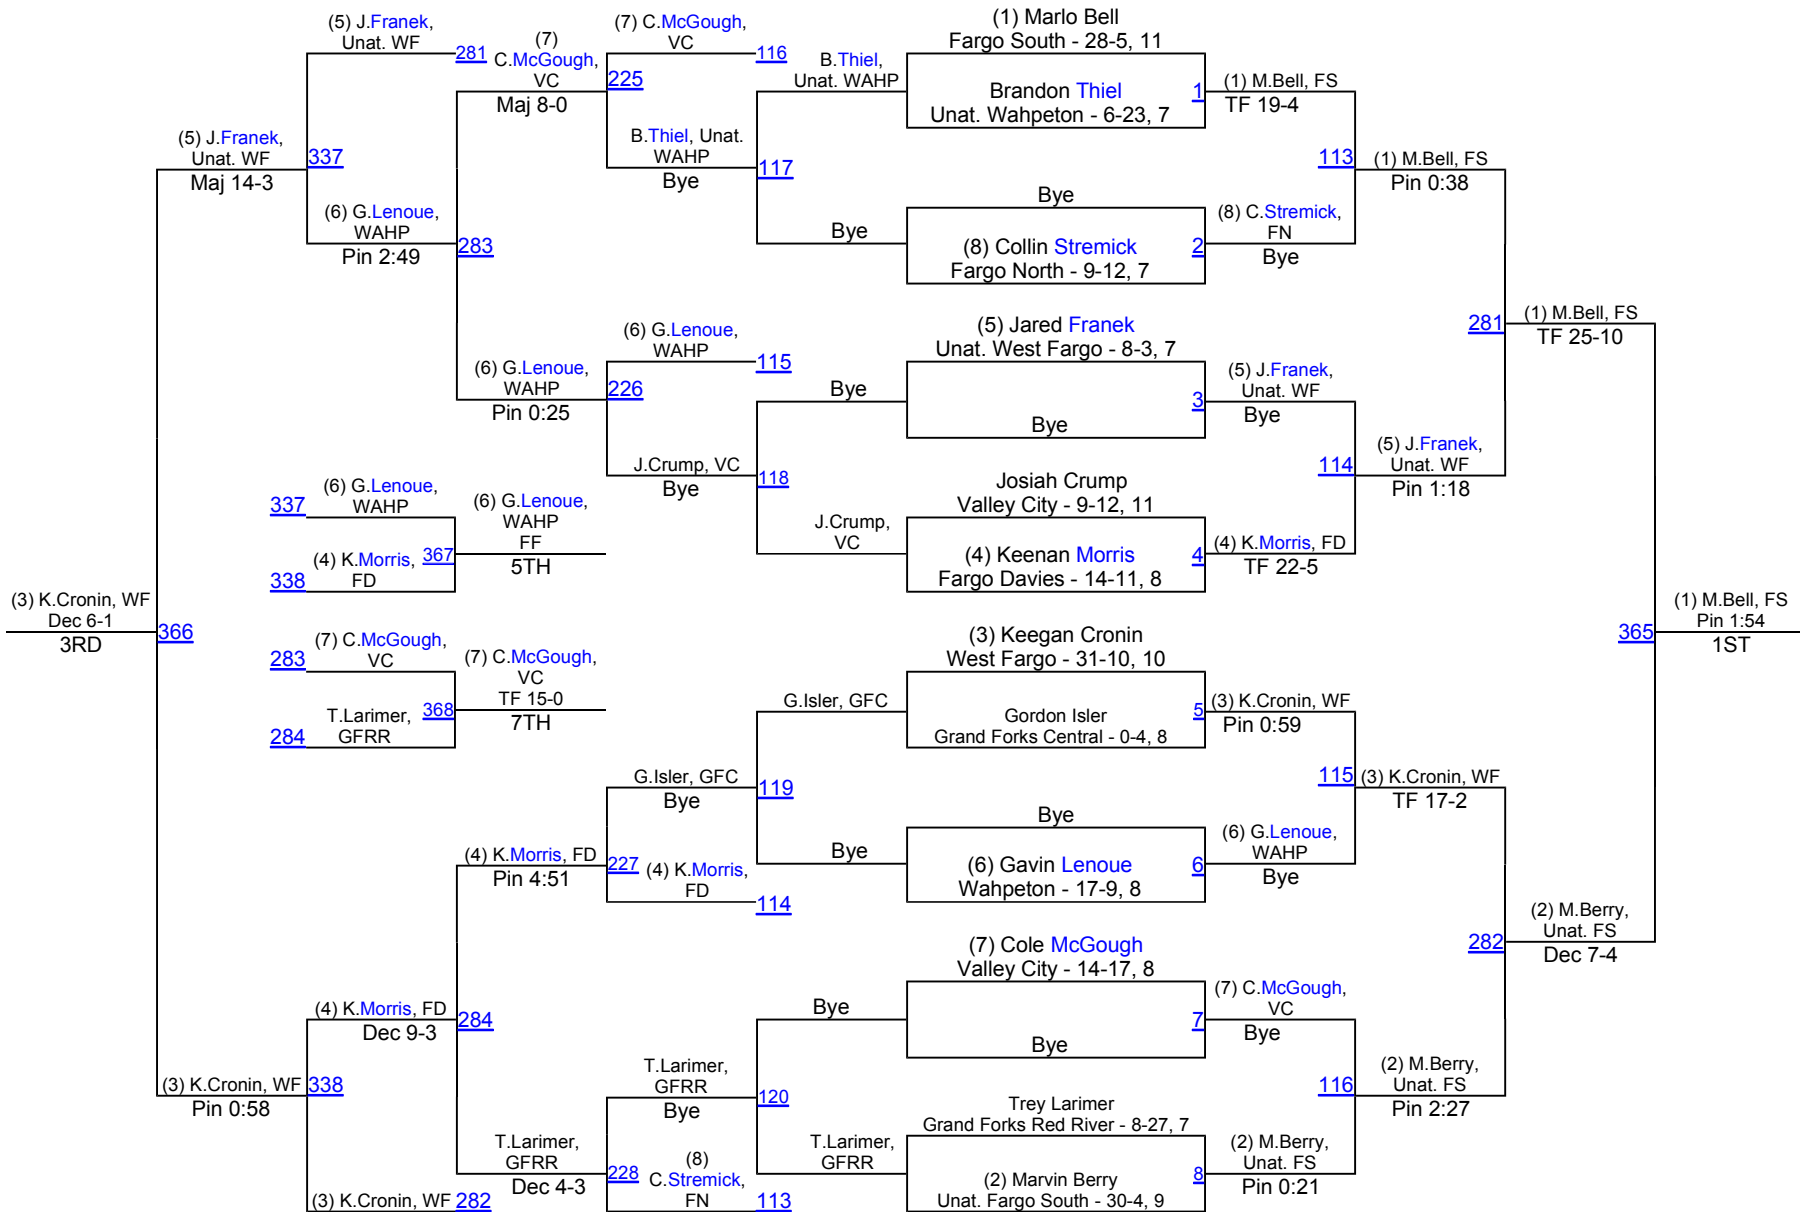 (5) J.Franek,
Unat. WF
281
(7)
C.McGough,
VC
Maj 8-0
225
(7) C.McGough,
VC
116
B.Thiel,
Unat. WAHP
(1) Marlo Bell
Fargo South - 28-5, 11
Brandon Thiel
Unat. Wahpeton - 6-23, 7
1
(1) M.Bell, FS
TF 19-4
(5) J.Franek,
Unat. WF
Maj 14-3
337
B.Thiel, Unat.
WAHP
Bye
117
113
(1) M.Bell, FS
Pin 0:38
(6) G.Lenoue,
WAHP
Pin 2:49
283
Bye
Bye
(8) Collin Stremick
Fargo North - 9-12, 7
2
(8) C.Stremick,
FN
Bye
(6) G.Lenoue,
WAHP
115
(5) Jared Franek
Unat. West Fargo - 8-3, 7
281
(1) M.Bell, FS
TF 25-10
(6) G.Lenoue,
WAHP
Pin 0:25
226
Bye
Bye
3
(5) J.Franek,
Unat. WF
Bye
J.Crump, VC
Bye
118
114
(5) J.Franek,
Unat. WF
Pin 1:18
337
(6) G.Lenoue,
WAHP
(6) G.Lenoue,
WAHP
FF
5TH
367
338
(4) K.Morris,
FD
J.Crump,
VC
Josiah Crump
Valley City - 9-12, 11
(4) Keenan Morris
Fargo Davies - 14-11, 8
4
(4) K.Morris, FD
TF 22-5
(3) K.Cronin, WF
Dec 6-1
3RD
366
365
(1) M.Bell, FS
Pin 1:54
1ST
283
(7) C.McGough,
VC
(7) C.McGough,
VC
TF 15-0
7TH
368
284
T.Larimer,
GFRR
G.Isler, GFC
(3) Keegan Cronin
West Fargo - 31-10, 10
Gordon Isler
Grand Forks Central - 0-4, 8
5
(3) K.Cronin, WF
Pin 0:59
G.Isler, GFC
Bye
119
115
(3) K.Cronin, WF
TF 17-2
(4) K.Morris, FD
Pin 4:51
227
(4) K.Morris,
FD
114
Bye
Bye
(6) Gavin Lenoue
Wahpeton - 17-9, 8
6
(6) G.Lenoue,
WAHP
Bye
282
(2) M.Berry,
Unat. FS
Dec 7-4
(4) K.Morris, FD
Dec 9-3
284
Bye
(7) Cole McGough
Valley City - 14-17, 8
Bye
7
(7) C.McGough,
VC
Bye
(3) K.Cronin, WF
Pin 0:58
338
T.Larimer,
GFRR
Bye
120
116
(2) M.Berry,
Unat. FS
Pin 2:27
T.Larimer,
GFRR
Dec 4-3
228
(8)
C.Stremick,
FN
113
T.Larimer,
GFRR
Trey Larimer
Grand Forks Red River - 8-27, 7
(2) Marvin Berry
Unat. Fargo South - 30-4, 9
8
(2) M.Berry,
Unat. FS
Pin 0:21
(3) K.Cronin, WF
282